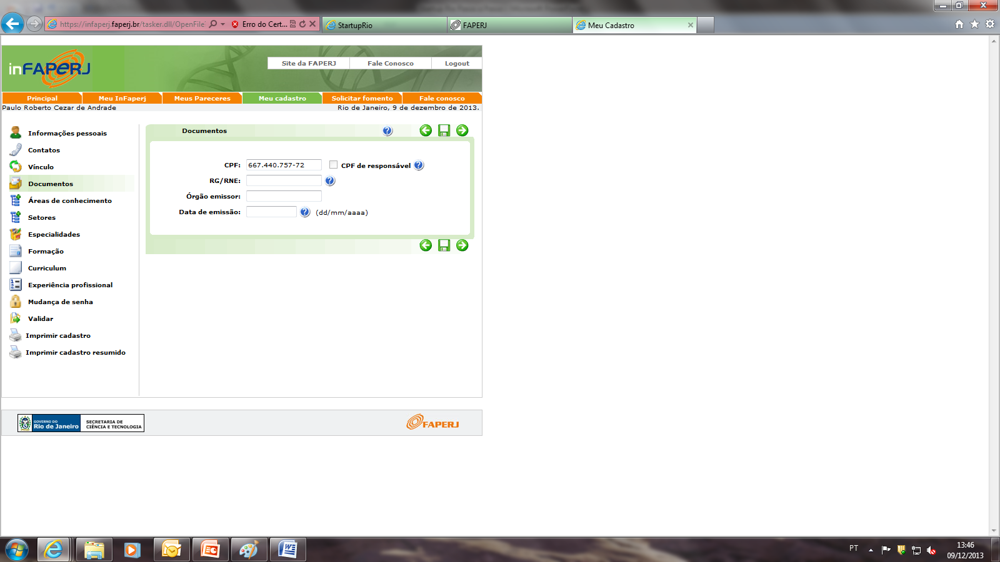 https://infaperj.faperj.br/tasker.dll/OpenFile
Erro do Cert...
StartupRio
FAPERJ
Meu Cadastro
inFAPERJ
Site da FAPERJ
Fale Conosco
Logout
Principal
Meu InFaperj
Meus Pareceres
Meu cadastro
Solicitar fomento
Fale conosco
Paulo Roberto Cezar de Andrade
Rio de Janeiro, 9 de dezembro de 2013.
Informações pessoais
Contatos
Vínculo
Documentos
Áreas de conhecimento
Setores
Especialidades
Formação
Curriculum
Experiência profissional
Mudança de senha
Validar
Imprimir cadastro
Imprimir cadastro resumido
Documentos
CPF: 667.440.757-72 CPF de responsável
RG/RNE:
Órgão emissor:
Data de emissão: (dd/mm/aaaa)
GOVERNO DO
Rio de Janeiro
SECRETARIA DE
CIÊNCIA E TECNOLOGIA
FAPERJ
PT
13:46
09/12/2013